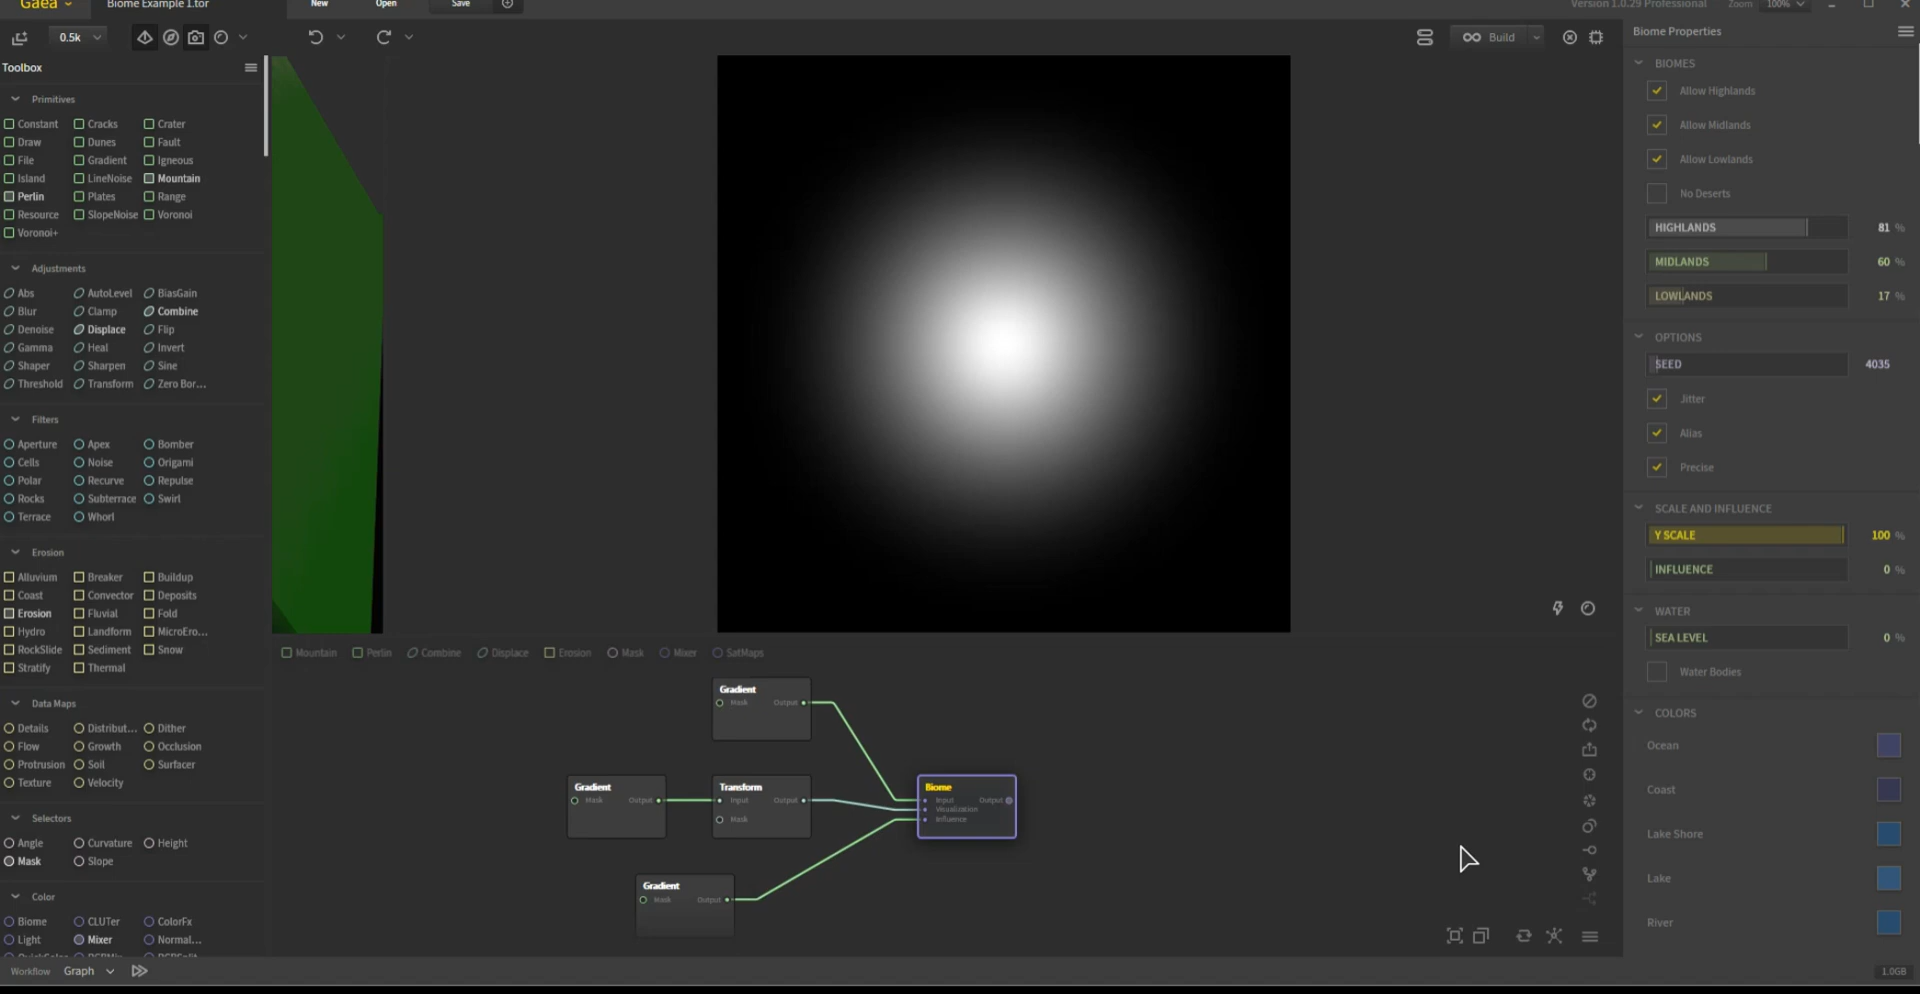 Gaea
Biome Example 1.tor
New
Open
Save
Version 1.0.29 Professional
Zoom
100%
0.5k
Build
Toolbox
Primitives
Constant Cracks Crater
Draw Dunes Fault
File Gradient Igneous
Island LineNoise Mountain
Perlin Plates Range
Resource SlopeNoise Voronoi
Voronoi+
Adjustments
Abs AutoLevel BiasGain
Blur Clamp Combine
Denoise Displace Flip
Gamma Heal Invert
Shaper Sharpen Sine
Threshold Transform Zero Bor...
Filters
Aperture Apex Bomber
Cells Noise Origami
Polar Recurve Repulse
Rocks Subterrace Swirl
Terrace Whorl
Erosion
Alluvium Breaker Buildup
Coast Convector Deposits
Erosion Fluvial Fold
Hydro Landform MicroEro...
RockSlide Sediment Snow
Stratify Thermal
Data Maps
Details Distribut... Dither
Flow Growth Occlusion
Protrusion Soil Surfacer
Texture Velocity
Selectors
Angle Curvature Height
Mask Slope
Color
Biome CLUTer ColorFx
Light Mixer Normal...
Workflow Graph
Mountain Perlin Combine Displace Erosion Mask Mixer SatMaps
Gradient
Mask Output
Gradient
Mask Output
Transform
Input Output
Mask
Biome
Input Output
Visualization
Influence
Gradient
Mask Output
Biome Properties
BIOMES
Allow Highlands
Allow Midlands
Allow Lowlands
No Deserts
HIGHLANDS 81 %
MIDLANDS 60 %
LOWLANDS 17 %
OPTIONS
SEED 4035
Jitter
Alias
Precise
SCALE AND INFLUENCE
Y SCALE 100 %
INFLUENCE 0 %
WATER
SEA LEVEL 0 %
Water Bodies
COLORS
Ocean
Coast
Lake Shore
Lake
River
1.0GB